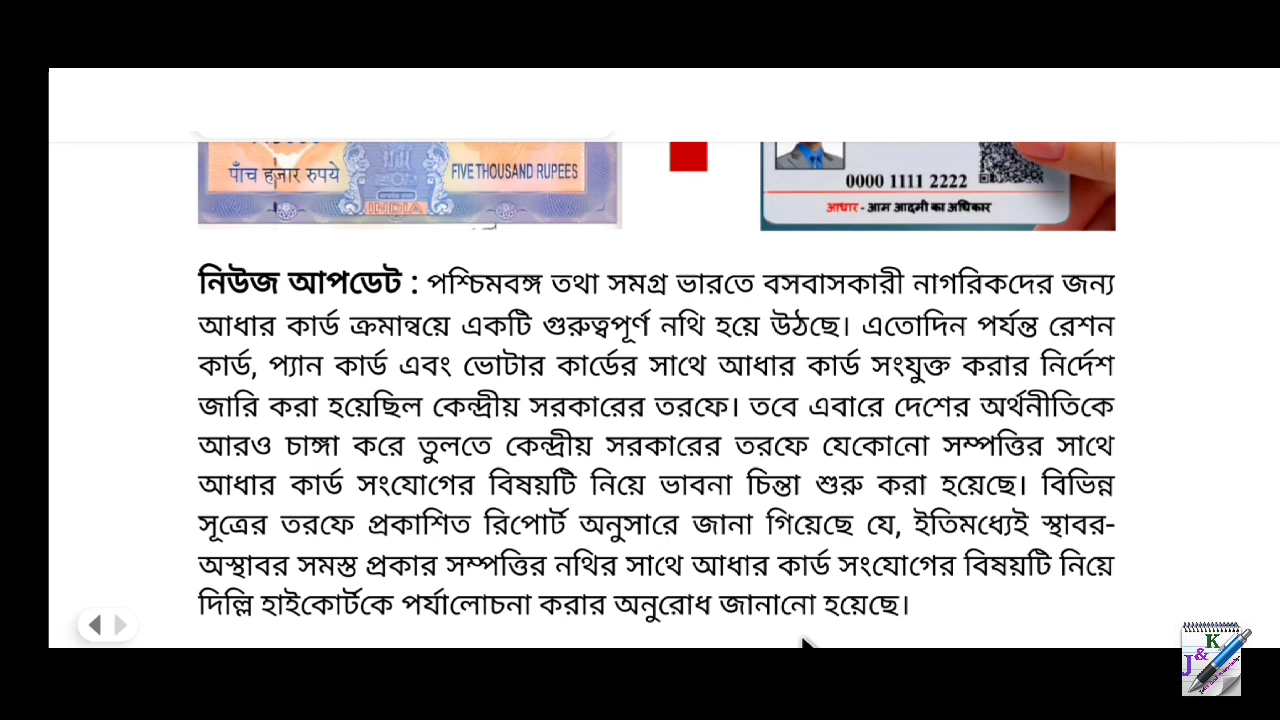 पाँच हजार रुपये
FIVE THOUSAND RUPEES
INDIA
0000 1111 2222
आधार - आम आदमी का अधिकार
নিউজ আপডেট : পশ্চিমবঙ্গ তথা সমগ্র ভারতে বসবাসকারী নাগরিকদের জন্য
আধার কার্ড ক্রমান্বয়ে একটি গুরুত্বপূর্ণ নথি হয়ে উঠছে। এতোদিন পর্যন্ত রেশন
কার্ড, প্যান কার্ড এবং ভোটার কার্ডের সাথে আধার কার্ড সংযুক্ত করার নির্দেশ
জারি করা হয়েছিল কেন্দ্রীয় সরকারের তরফে। তবে এবারে দেশের অর্থনীতিকে
আরও চাঙ্গা করে তুলতে কেন্দ্রীয় সরকারের তরফে যেকোনো সম্পত্তির সাথে
আধার কার্ড সংযোগের বিষয়টি নিয়ে ভাবনা চিন্তা শুরু করা হয়েছে। বিভিন্ন
সূত্রের তরফে প্রকাশিত রিপোর্ট অনুসারে জানা গিয়েছে যে, ইতিমধ্যেই স্থাবর-
অস্থাবর সমস্ত প্রকার সম্পত্তির নথির সাথে আধার কার্ড সংযোগের বিষয়টি নিয়ে
দিল্লি হাইকোর্টকে পর্যালোচনা করার অনুরোধ জানানো হয়েছে।
J & K